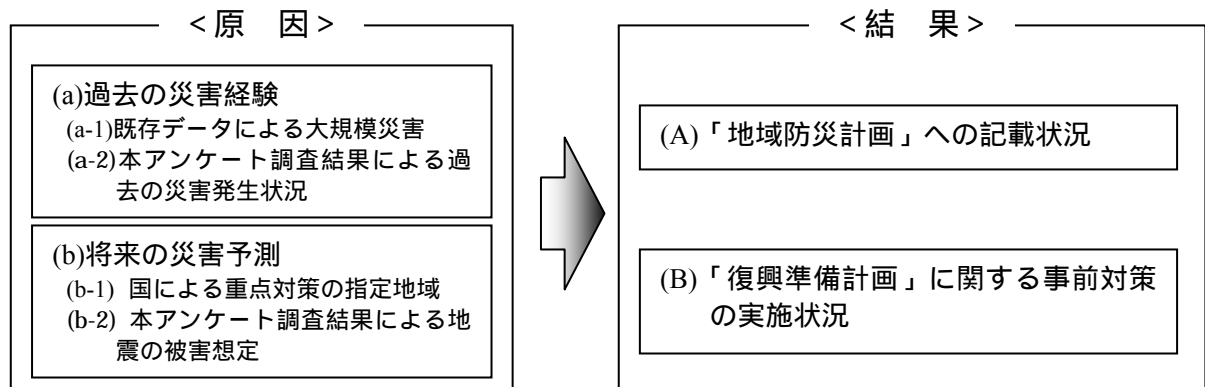 <原　因>
(a)過去の災害経験
(a-1)既存データによる大規模災害
(a-2)本アンケート調査結果による過
去の災害発生状況
(b)将来の災害予測
(b-1) 国による重点対策の指定地域
(b-2) 本アンケート調査結果による地
震の被害想定
<結　果>
(A)「地域防災計画」への記載状況
(B)「復興準備計画」に関する事前対策
の実施状況